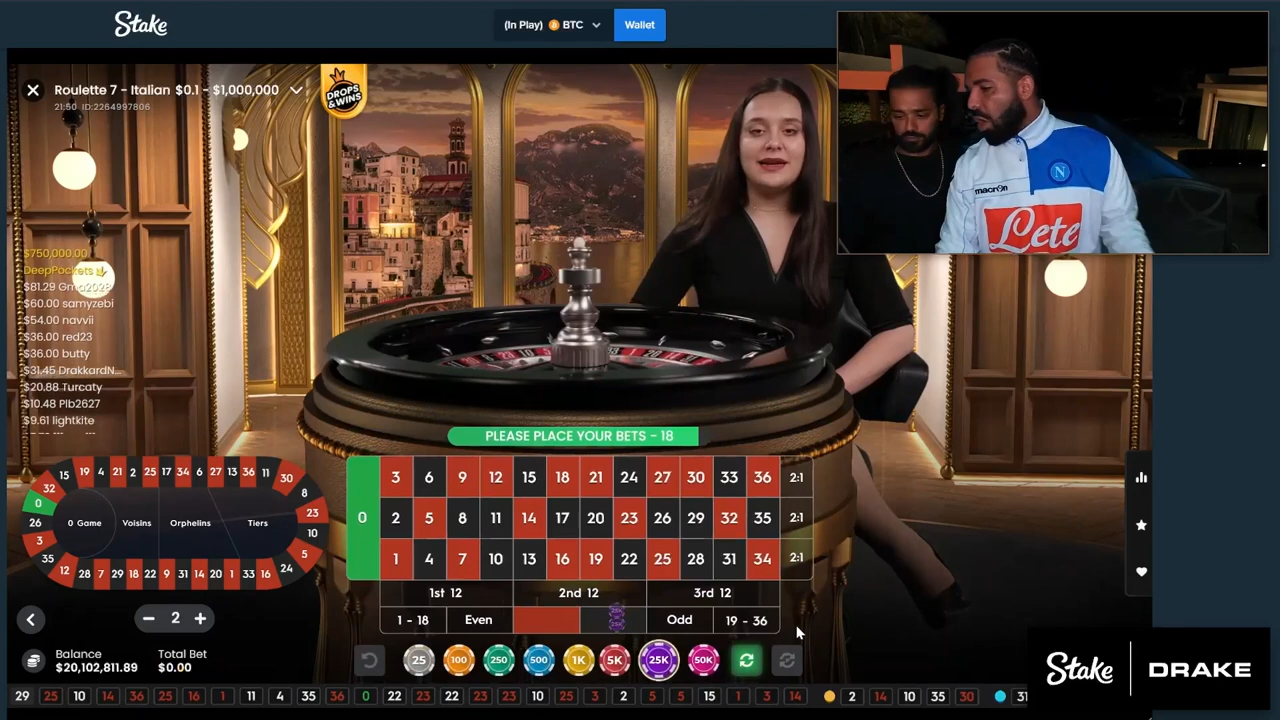 Stake
(In Play) BTC
Wallet
Roulette 7 - Italian $0.1 - $1,000,000
21:50 ID:2264997806
DROPS
& WINS
N
macron
Lete
$750,000.00
DeepPockets
$81.29 Gma2028
$60.00 samyzebi
$54.00 navvii
$36.00 red23
$36.00 butty
$31.45 DrakkardN...
$20.88 Turcaty
$10.48 Plb2627
$9.61 lightkite
PLEASE PLACE YOUR BETS - 18
15 19 4 21 2 25 17 34 6 27 13 36 11 30
32 8
0 23
26 0 Game Voisins Orphelins Tiers 10
3 5
35 24
12 28 7 29 18 22 9 31 14 20 1 33 16
3 6 9 12 15 18 21 24 27 30 33 36 2:1
0 2 5 8 11 14 17 20 23 26 29 32 35 2:1
1 4 7 10 13 16 19 22 25 28 31 34 2:1
1st 12 2nd 12 3rd 12
1 - 18 Even Odd 19 - 36
2
Balance
$20,102,811.89
Total Bet
$0.00
25 100 250 500 1K 5K 25K 50K
Stake DRAKE
29 25 10 14 36 25 16 1 11 4 35 36 0 22 23 22 23 23 10 25 3 2 5 5 15 1 3 14 2 14 10 35 30 31